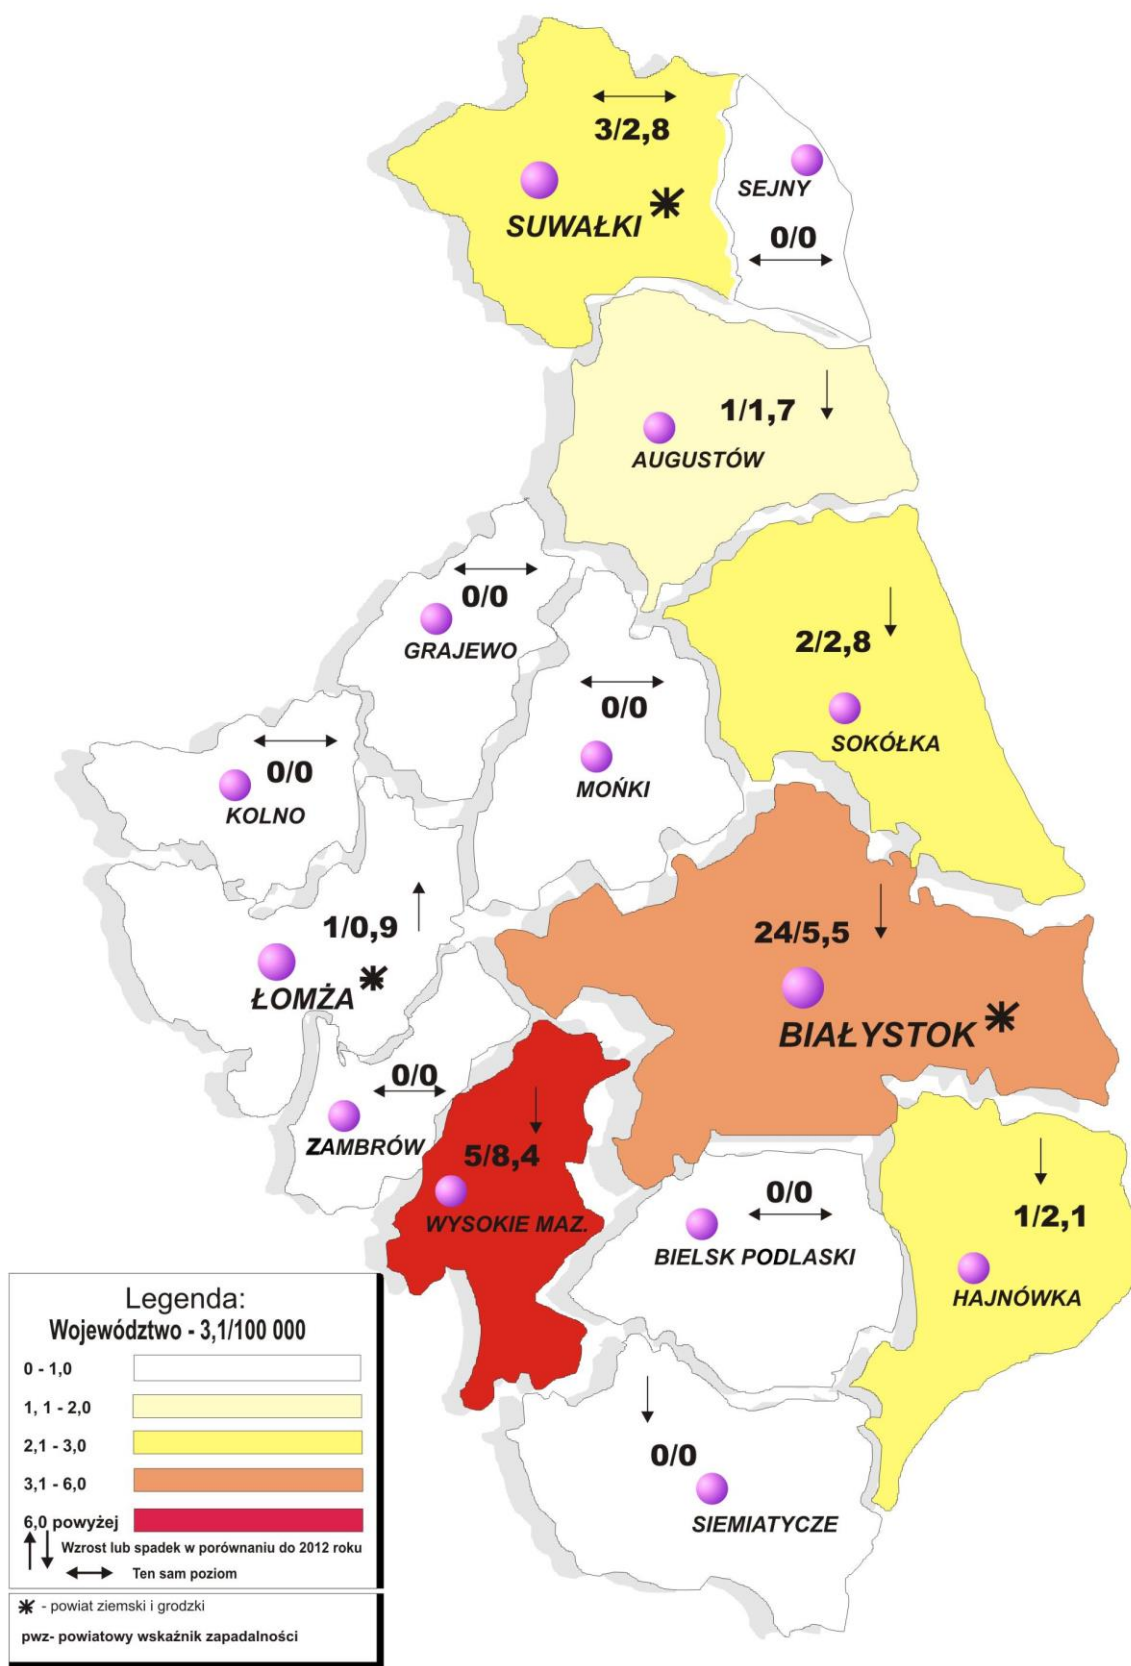 3/2,8
SUWAŁKI
SEJNY
0/0
1/1,7
AUGUSTÓW
0/0
GRAJEWO
2/2,8
SOKÓŁKA
0/0
MOŃKI
0/0
KOLNO
1/0,9
ŁOMŻA
24/5,5
BIAŁYSTOK
0/0
ZAMBRÓW
5/8,4
WYSOKIE MAZ.
0/0
BIELSK PODLASKI
1/2,1
HAJNÓWKA
0/0
SIEMIATYCZE
Legenda:
Województwo - 3,1/100 000
0 - 1,0
1, 1 - 2,0
2,1 - 3,0
3,1 - 6,0
6,0 powyżej
Wzrost lub spadek w porównaniu do 2012 roku
Ten sam poziom
- powiat ziemski i grodzki
pwz- powiatowy wskaźnik zapadalności